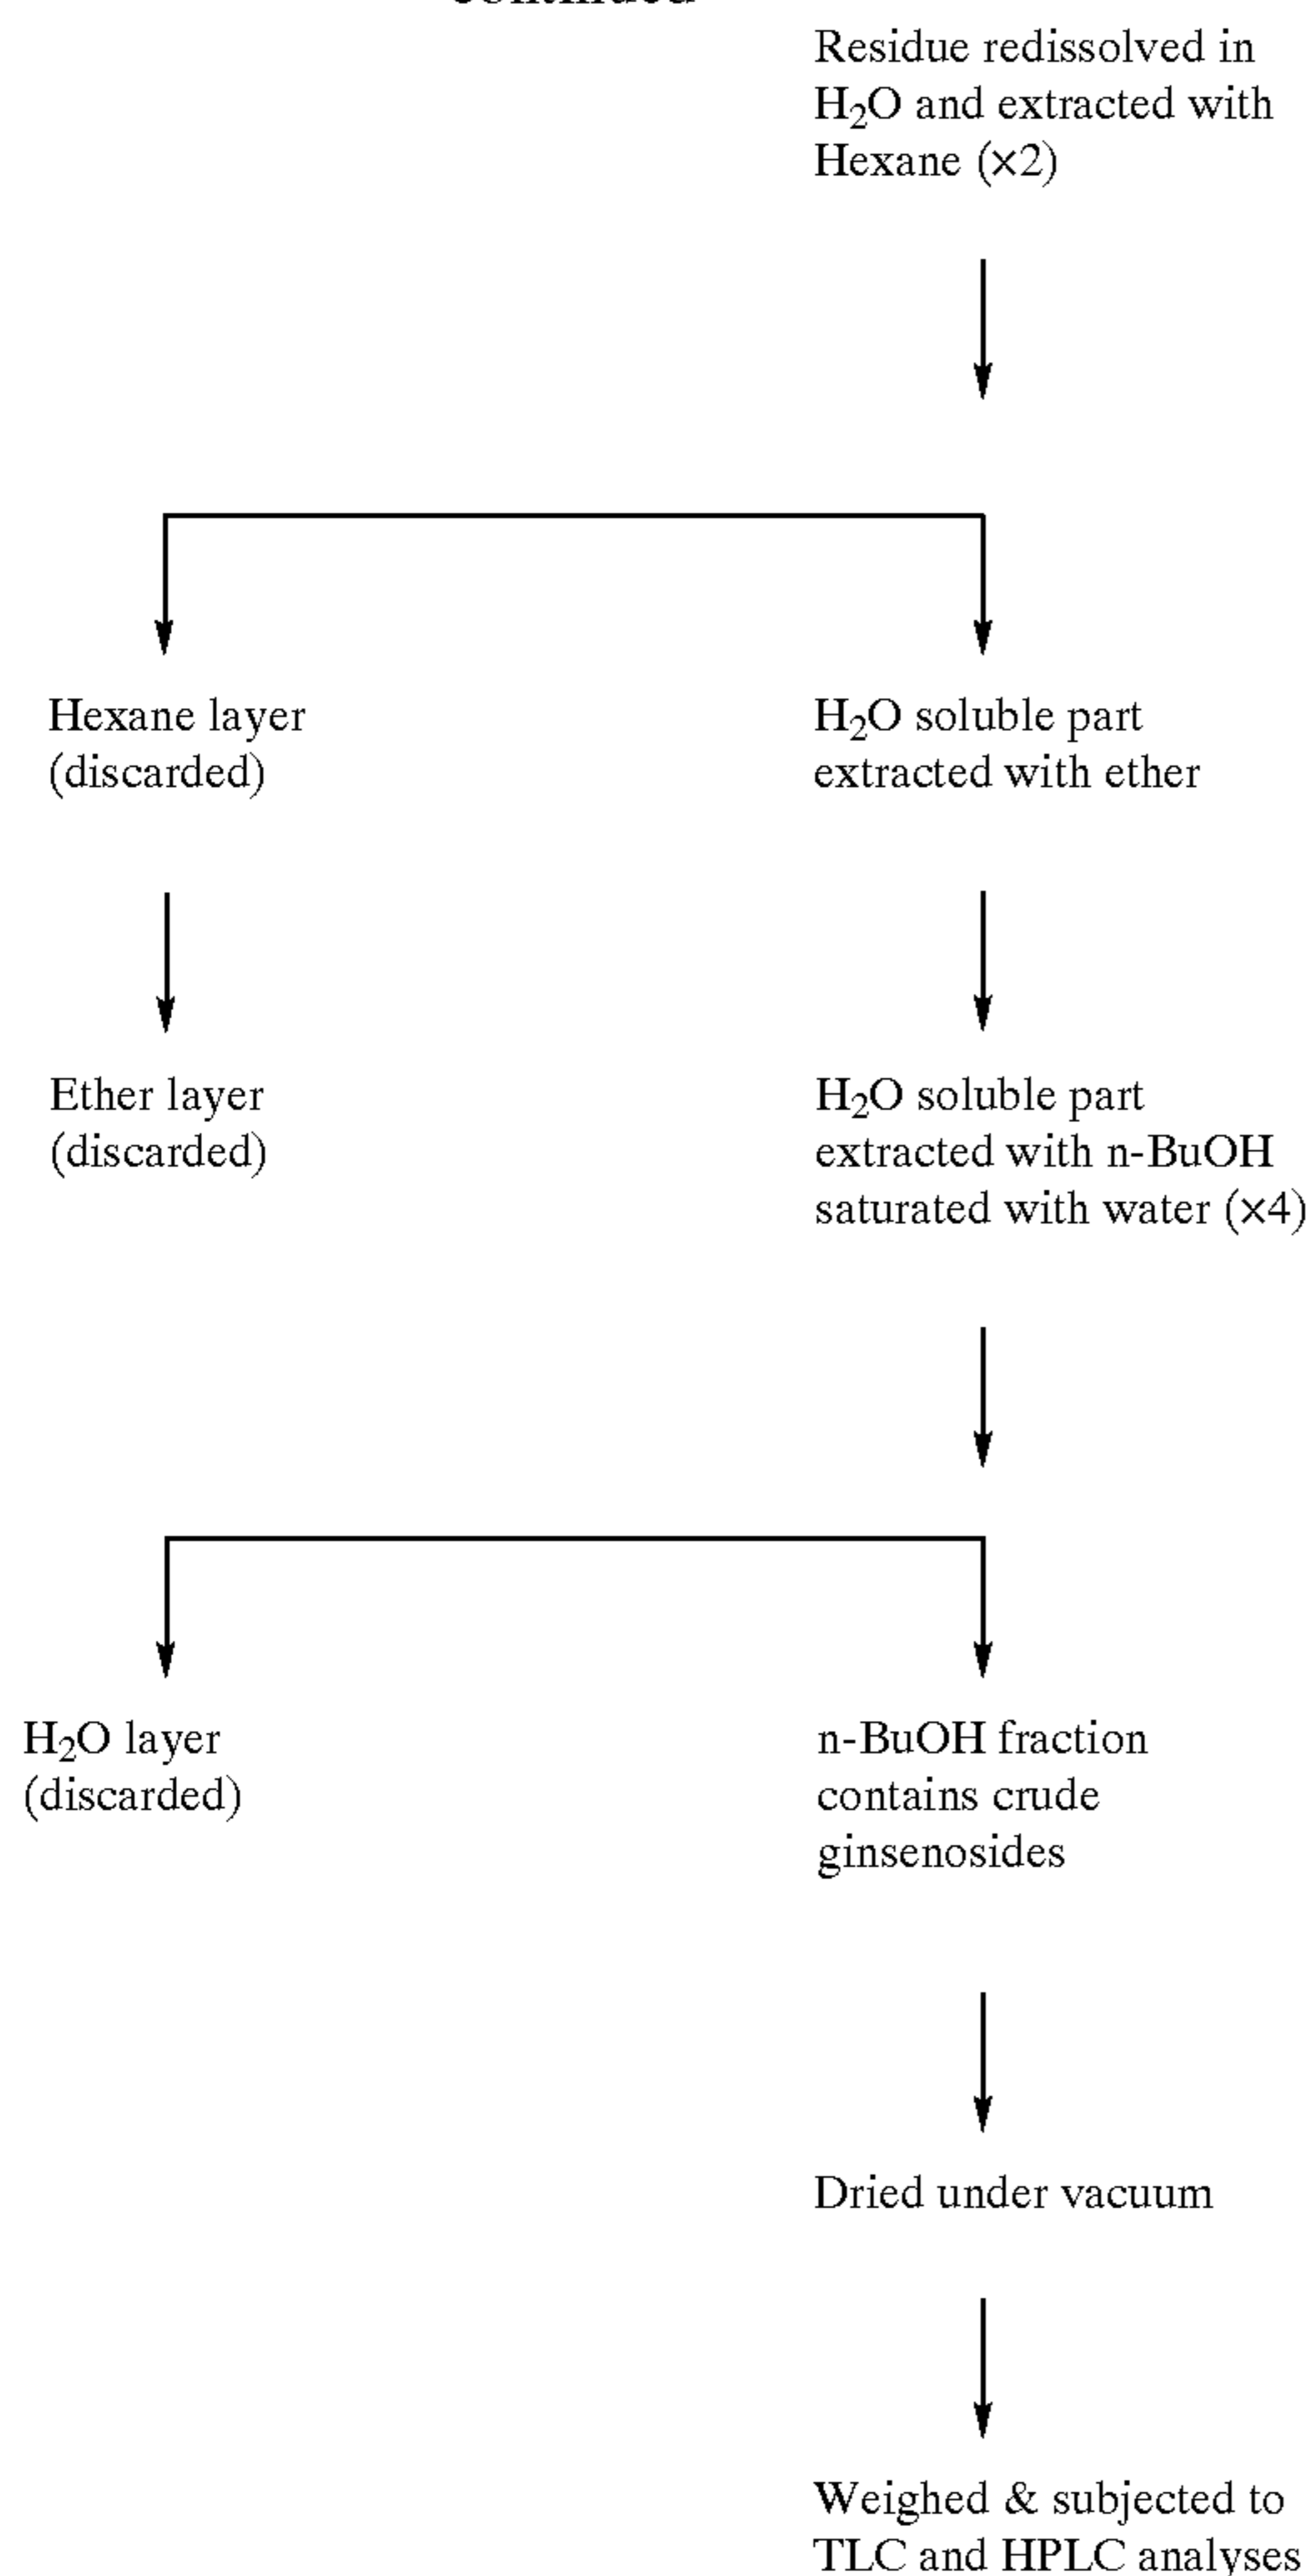 Residue redissolved in
H₂O and extracted with
Hexane (×2)
Hexane layer
(discarded)
H₂O soluble part
extracted with ether
Ether layer
(discarded)
H₂O soluble part
extracted with n-BuOH
saturated with water (×4)
H₂O layer
(discarded)
n-BuOH fraction
contains crude
ginsenosides
Dried under vacuum
Weighed & subjected to
TLC and HPLC analyses